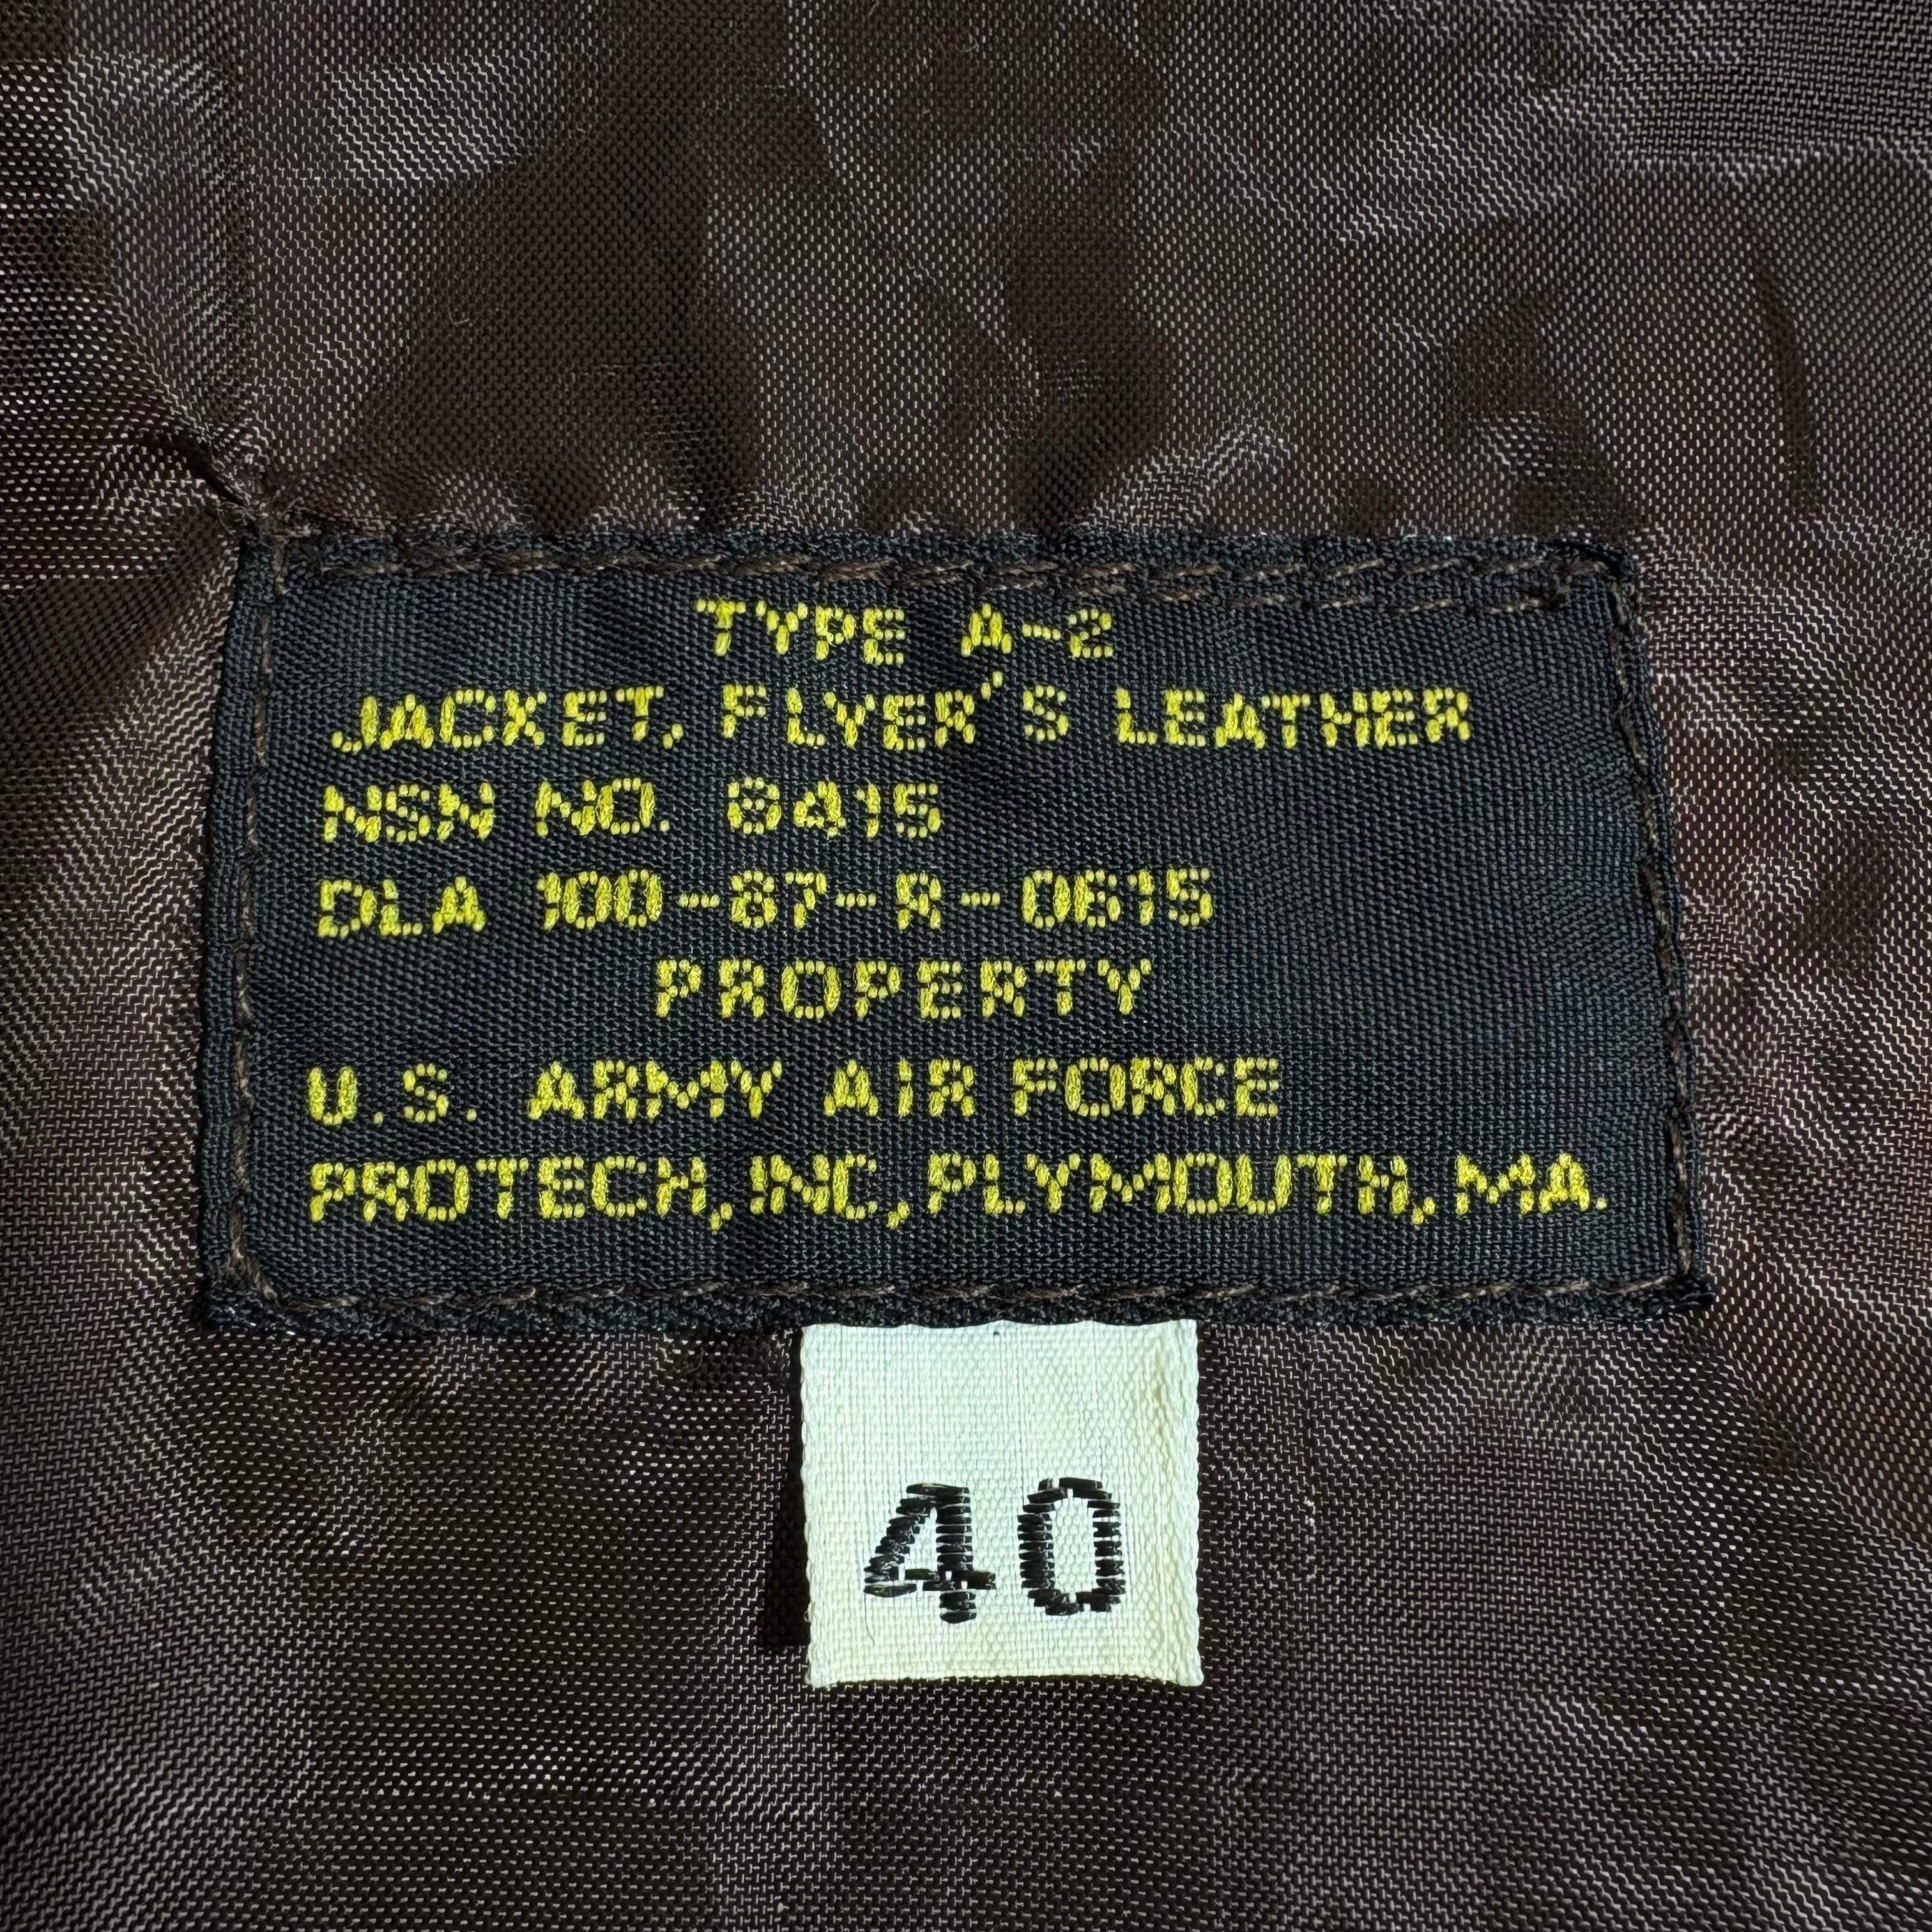 TYPE A-2
JACKET, FLYER'S LEATHER
NSN NO. 8415
DLA 100-87-R-0615
PROPERTY
U.S. ARMY AIR FORCE
PROTECH,INC,PLYMOUTH,MA.
40